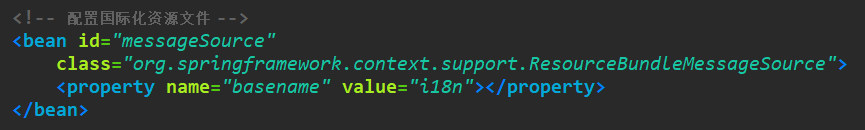 <!-- 配置国际化资源文件 -->
<bean id="messageSource"
class="org.springframework.context.support.ResourceBundleMessageSource">
<property name="basename" value="i18n"></property>
</bean>